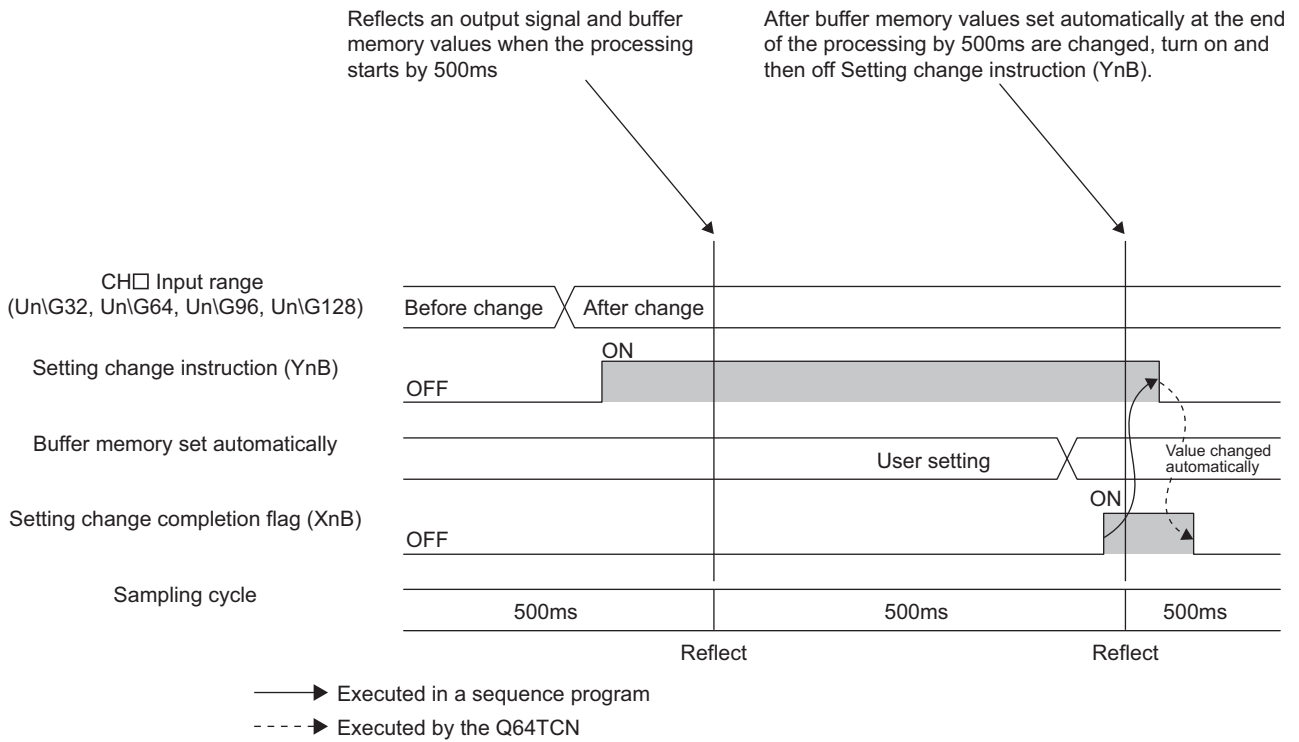 Reflects an output signal and buffer
memory values when the processing
starts by 500ms
After buffer memory values set automatically at the end
of the processing by 500ms are changed, turn on and
then off Setting change instruction (YnB).
CH□ Input range
(Un\G32, Un\G64, Un\G96, Un\G128)
Before change
After change
Setting change instruction (YnB)
ON
OFF
Buffer memory set automatically
User setting
Value changed
automatically
Setting change completion flag (XnB)
ON
OFF
Sampling cycle
500ms
500ms
500ms
Reflect
Reflect
Executed in a sequence program
Executed by the Q64TCN